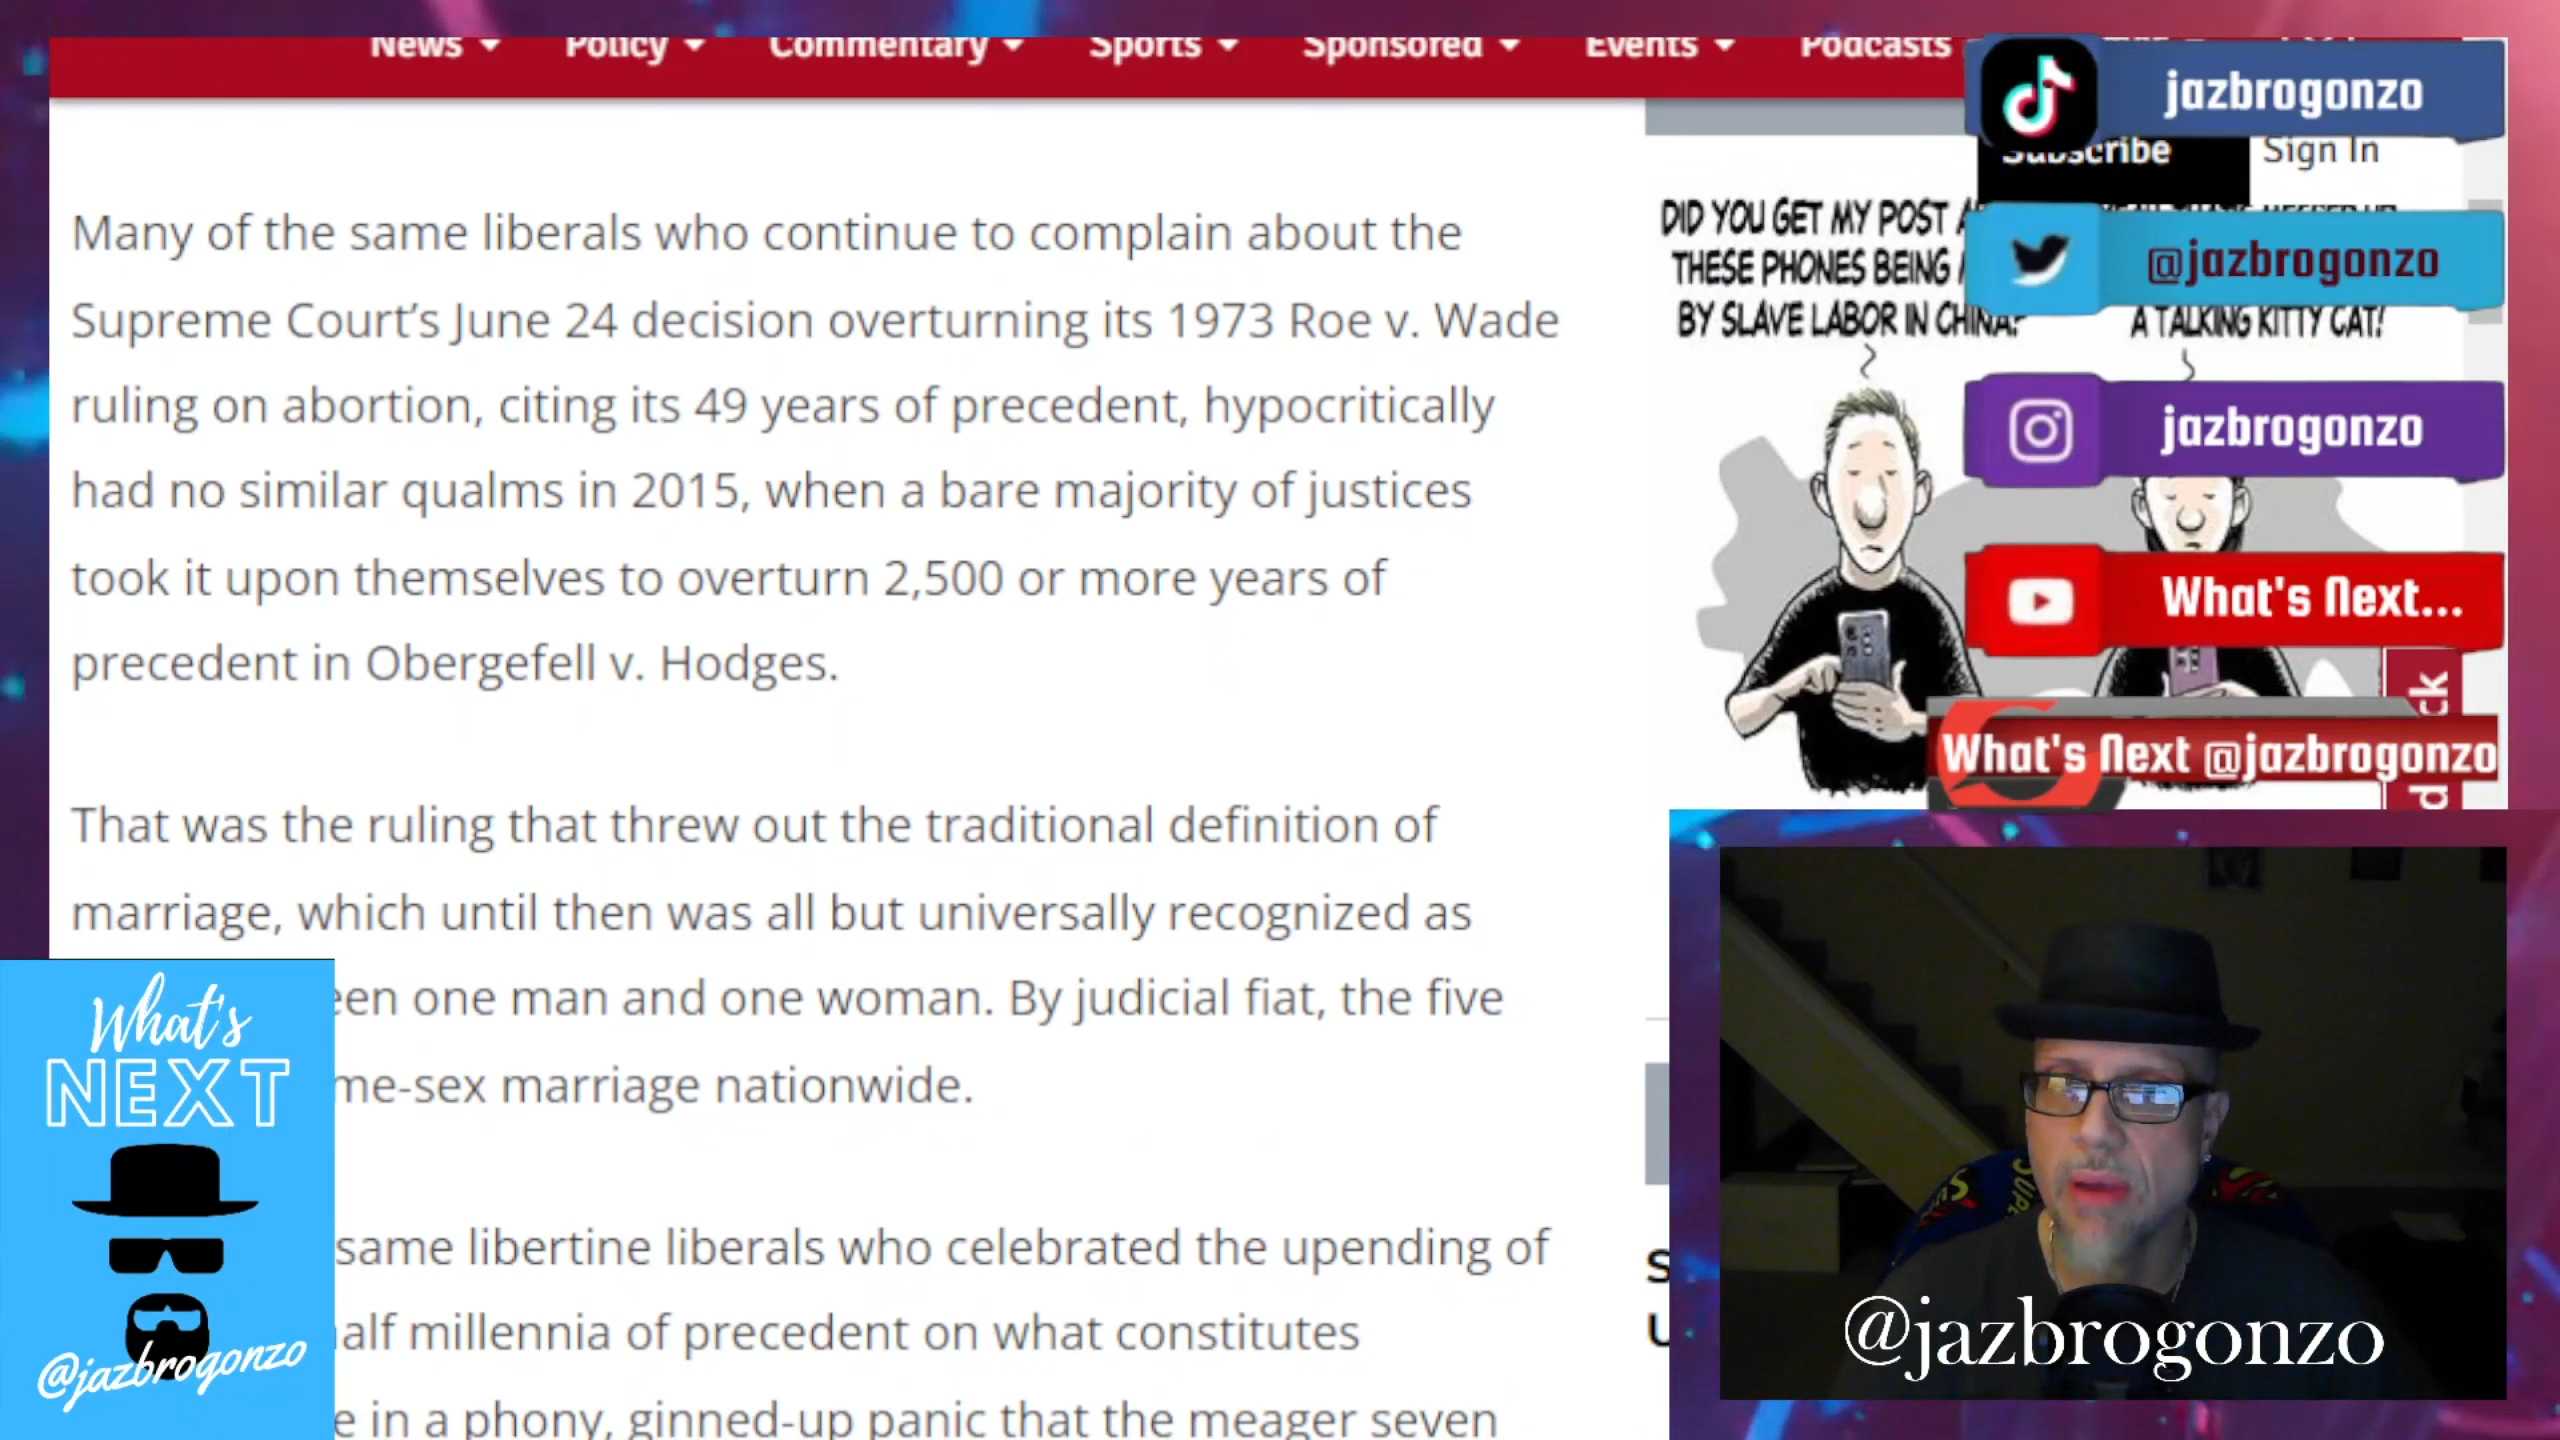 News
Policy
Commentary
Sports
Sponsored
Events
Podcasts
jazbrogonzo
Subscribe
Sign In
Many of the same liberals who continue to complain about the
Supreme Court's June 24 decision overturning its 1973 Roe v. Wade
ruling on abortion, citing its 49 years of precedent, hypocritically
had no similar qualms in 2015, when a bare majority of justices
took it upon themselves to overturn 2,500 or more years of
precedent in Obergefell v. Hodges.
That was the ruling that threw out the traditional definition of
marriage, which until then was all but universally recognized as
een one man and one woman. By judicial fiat, the five
me-sex marriage nationwide.
same libertine liberals who celebrated the upending of
alf millennia of precedent on what constitutes
e in a phony, ginned-up panic that the meager seven
DID YOU GET MY POST
THESE PHONES BEING
BY SLAVE LABOR IN CHINA?
A TALKING KITTY CAT!
@jazbrogonzo
jazbrogonzo
What's Next...
What's Next @jazbrogonzo
ck
d
S
U
What's
NEXT
@jazbrogonzo
SUPE
@jazbrogonzo